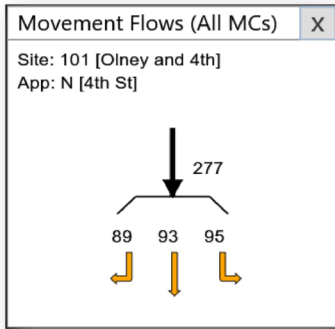 Movement Flows (All MCs) X
Site: 101 [Olney and 4th]
App: N [4th St]
277
89 93 95